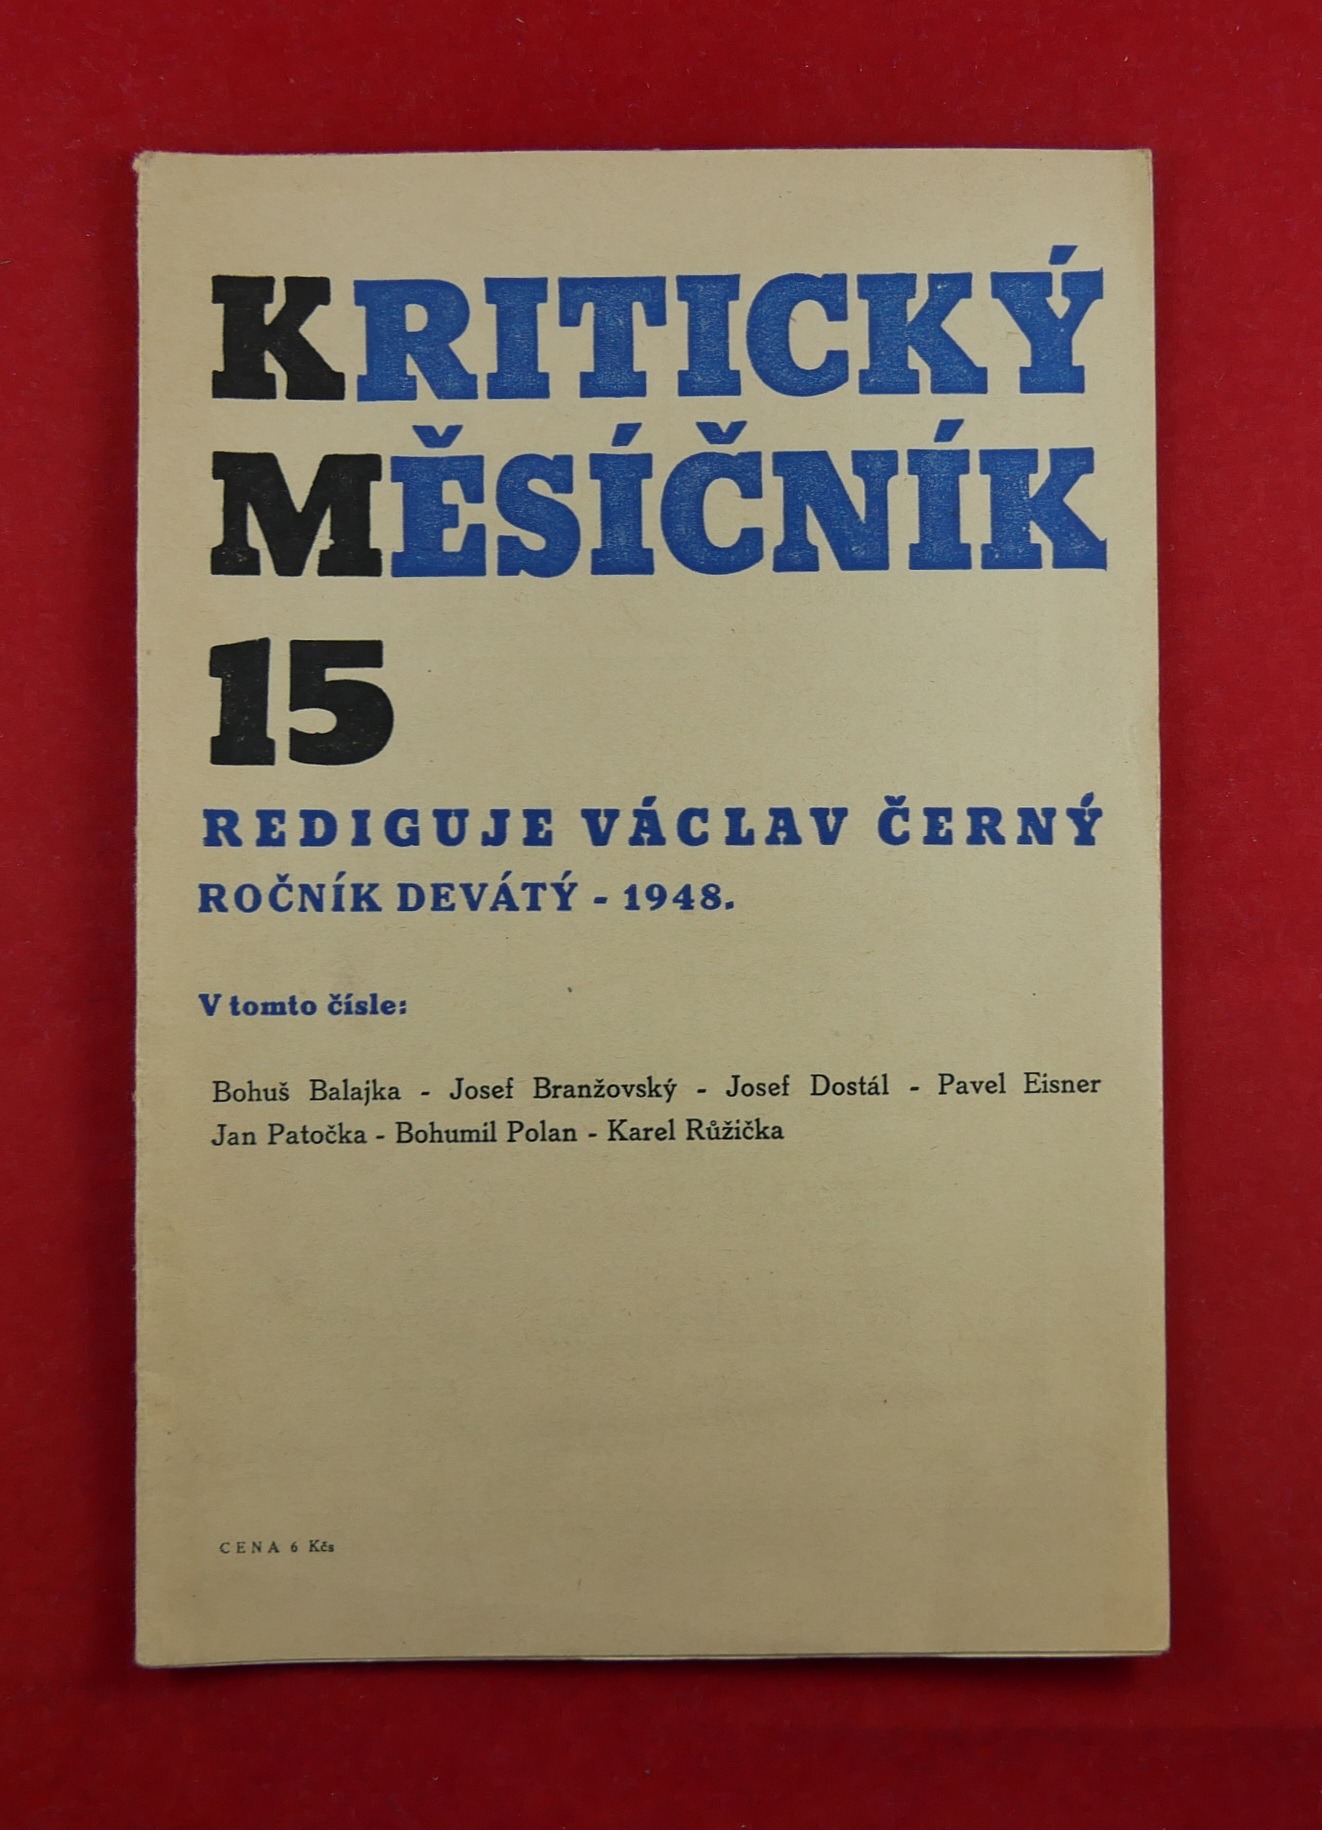 KRITICKÝ
MĚSÍČNÍK
15
REDIGUJE VÁCLAV ČERNÝ
ROČNÍK DEVÁTÝ - 1948.
V tomto čísle:
Bohuš Balajka - Josef Branžovský - Josef Dostál - Pavel Eisner
Jan Patočka - Bohumil Polan - Karel Růžička
CENA 6 Kčs